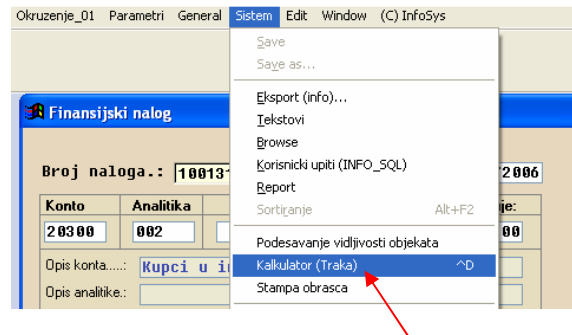 Okruzenje_01 Parametri General Sistem Edit Window (C) InfoSys
Save
Save as...
Eksport (info)...
Tekstovi
Browse
Korisnicki upiti (INFO_SQL)
Report
Sortiranje Alt+F2
Podesavanje vidljivosti objekata
Kalkulator (Traka) ^D
Stampa obrasca
Finansijski nalog
Broj naloga.: 100131 2006
Konto Analitika je:
20300 002 00
Opis konta.....: Kupci u
Opis analitike.: